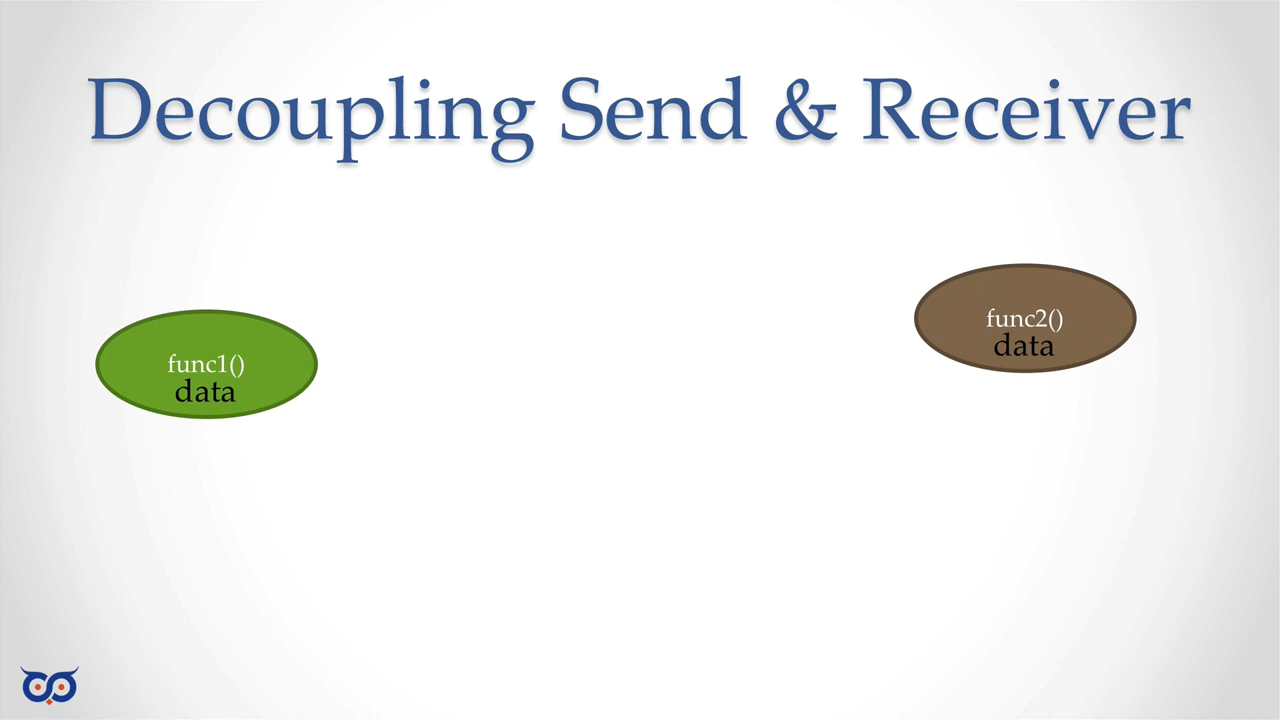 Decoupling Send & Receiver
func1()
data
func2()
data